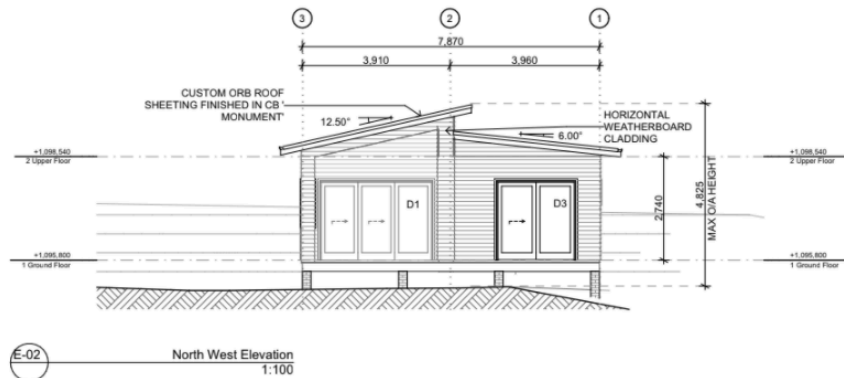 3 2 1
7,870
3,910 3,960
CUSTOM ORB ROOF
SHEETING FINISHED IN CB '
MONUMENT'
12.50°
6.00°
HORIZONTAL
WEATHERBOARD
CLADDING
+1,098,540
2 Upper Floor
+1,098,540
2 Upper Floor
2,740
4,825
MAX O/A HEIGHT
D1
D3
+1,095,800
1 Ground Floor
+1,095,800
1 Ground Floor
E-02
North West Elevation
1:100